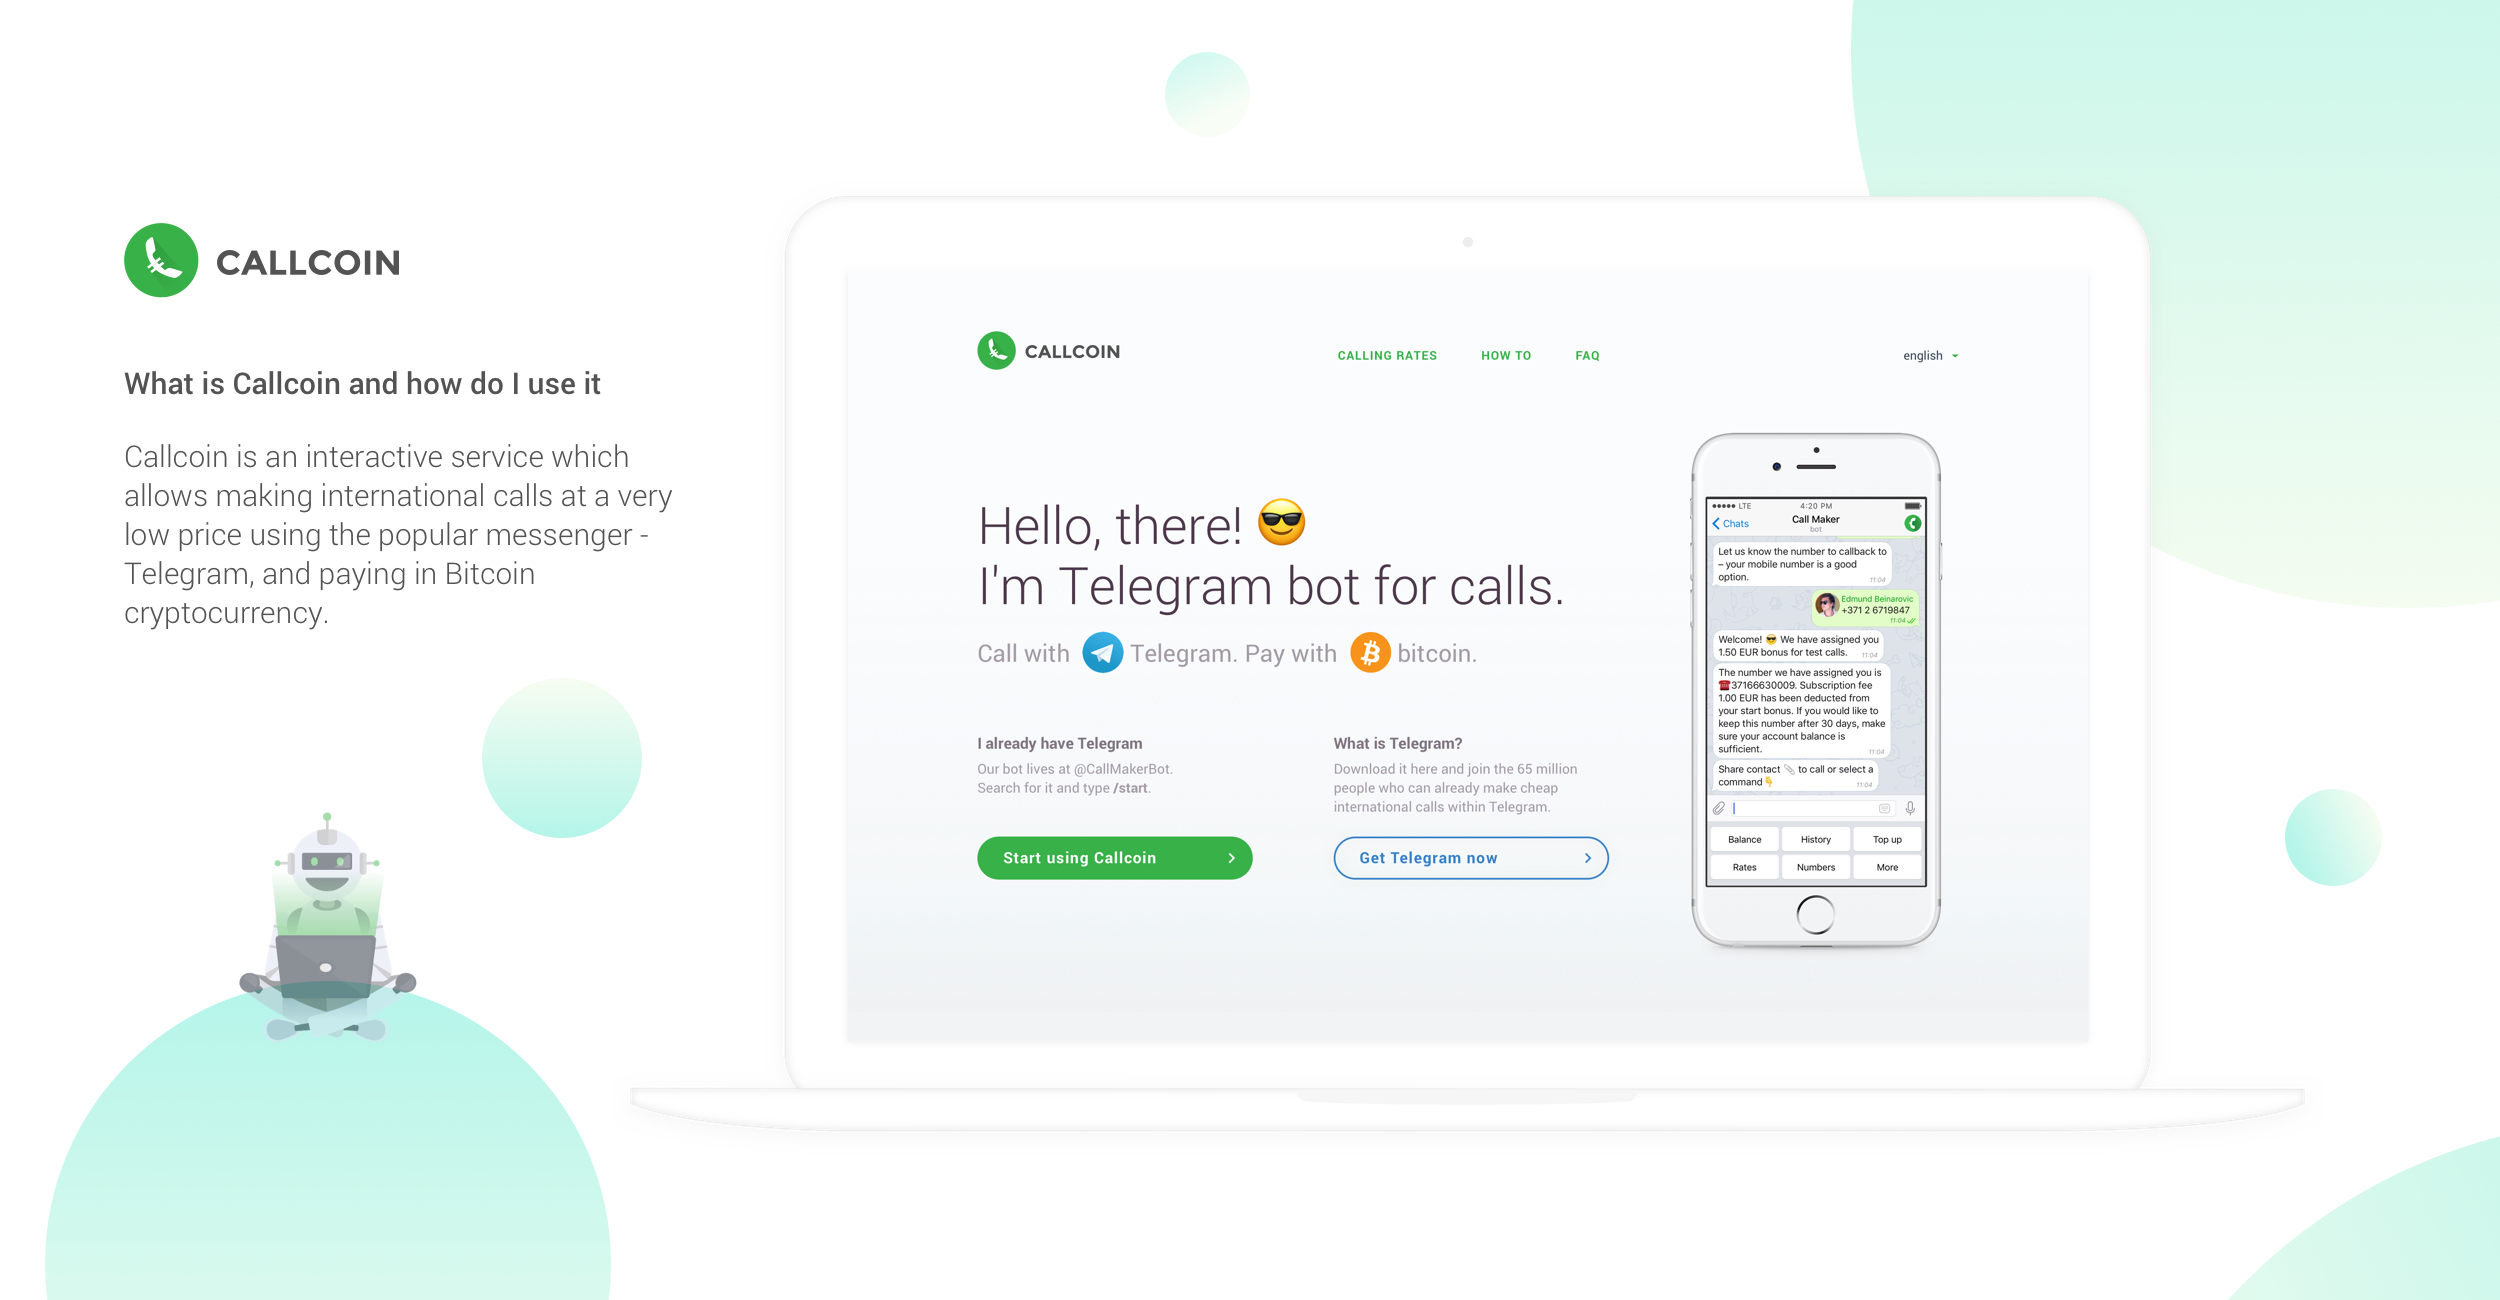 CALLCOIN
What is Callcoin and how do I use it
Callcoin is an interactive service which
allows making international calls at a very
low price using the popular messenger -
Telegram, and paying in Bitcoin
cryptocurrency.
CALLCOIN
CALLING RATES
HOW TO
FAQ
english
Hello, there! 😎
I'm Telegram bot for calls.
Call with Telegram. Pay with bitcoin.
I already have Telegram
Our bot lives at @CallMakerBot.
Search for it and type /start.
Start using Callcoin
What is Telegram?
Download it here and join the 65 million
people who can already make cheap
international calls within Telegram.
Get Telegram now
LTE
4:20 PM
Chats
Call Maker
bot
Let us know the number to callback to
– your mobile number is a good
option.
11:04
Edmund Beinarovic
+371 2 6719847
11:04
Welcome! 😎 We have assigned you
1.50 EUR bonus for test calls.
11:04
The number we have assigned you is
☎️37166630009. Subscription fee
1.00 EUR has been deducted from
your start bonus. If you would like to
keep this number after 30 days, make
sure your account balance is
sufficient.
11:04
Share contact 📎 to call or select a
command👇
11:04
Balance
History
Top up
Rates
Numbers
More